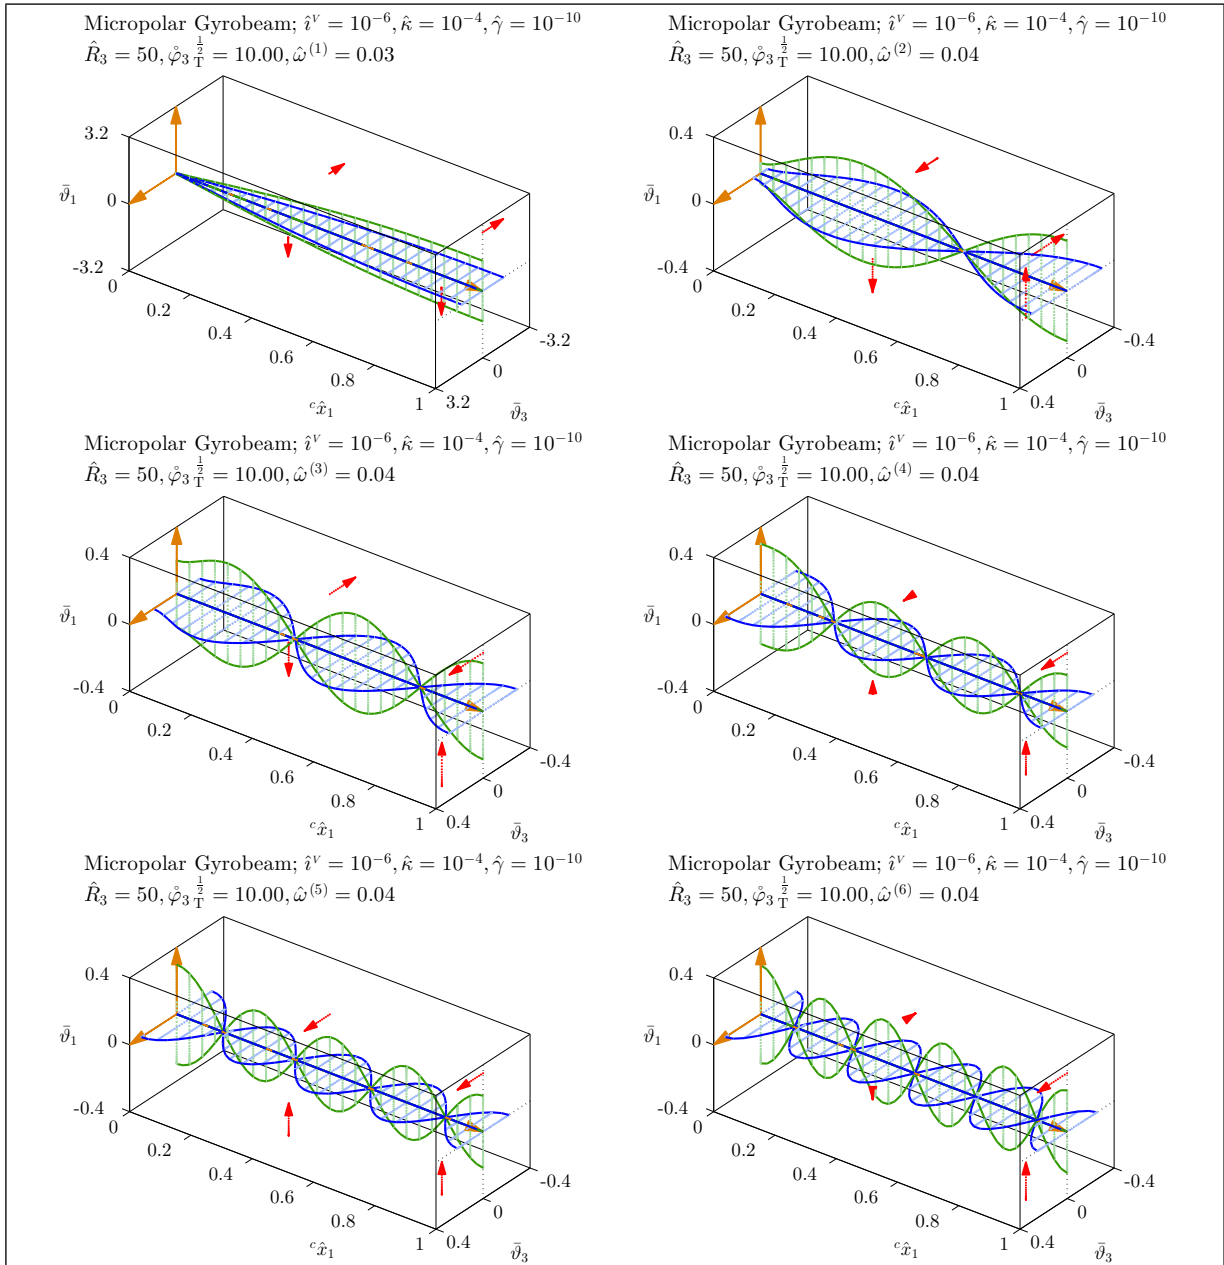 Micropolar Gyrobeam; î^V = 10^-6, κ̂ = 10^-4, γ̂ = 10^-10
R̂_3 = 50, φ̊_3 T^1/2 = 10.00, ω̂^(1) = 0.03
3.2
ϑ̄_1
0
-3.2
0
0.2
0.4
0.6
0.8
1
^c x̂_1
3.2
0
-3.2
ϑ̄_3
Micropolar Gyrobeam; î^V = 10^-6, κ̂ = 10^-4, γ̂ = 10^-10
R̂_3 = 50, φ̊_3 T^1/2 = 10.00, ω̂^(2) = 0.04
0.4
ϑ̄_1
0
-0.4
0
0.2
0.4
0.6
0.8
1
^c x̂_1
0.4
0
-0.4
ϑ̄_3
Micropolar Gyrobeam; î^V = 10^-6, κ̂ = 10^-4, γ̂ = 10^-10
R̂_3 = 50, φ̊_3 T^1/2 = 10.00, ω̂^(3) = 0.04
0.4
ϑ̄_1
0
-0.4
0
0.2
0.4
0.6
0.8
1
^c x̂_1
0.4
0
-0.4
ϑ̄_3
Micropolar Gyrobeam; î^V = 10^-6, κ̂ = 10^-4, γ̂ = 10^-10
R̂_3 = 50, φ̊_3 T^1/2 = 10.00, ω̂^(4) = 0.04
0.4
ϑ̄_1
0
-0.4
0
0.2
0.4
0.6
0.8
1
^c x̂_1
0.4
0
-0.4
ϑ̄_3
Micropolar Gyrobeam; î^V = 10^-6, κ̂ = 10^-4, γ̂ = 10^-10
R̂_3 = 50, φ̊_3 T^1/2 = 10.00, ω̂^(5) = 0.04
0.4
ϑ̄_1
0
-0.4
0
0.2
0.4
0.6
0.8
1
^c x̂_1
0.4
0
-0.4
ϑ̄_3
Micropolar Gyrobeam; î^V = 10^-6, κ̂ = 10^-4, γ̂ = 10^-10
R̂_3 = 50, φ̊_3 T^1/2 = 10.00, ω̂^(6) = 0.04
0.4
ϑ̄_1
0
-0.4
0
0.2
0.4
0.6
0.8
1
^c x̂_1
0.4
0
-0.4
ϑ̄_3